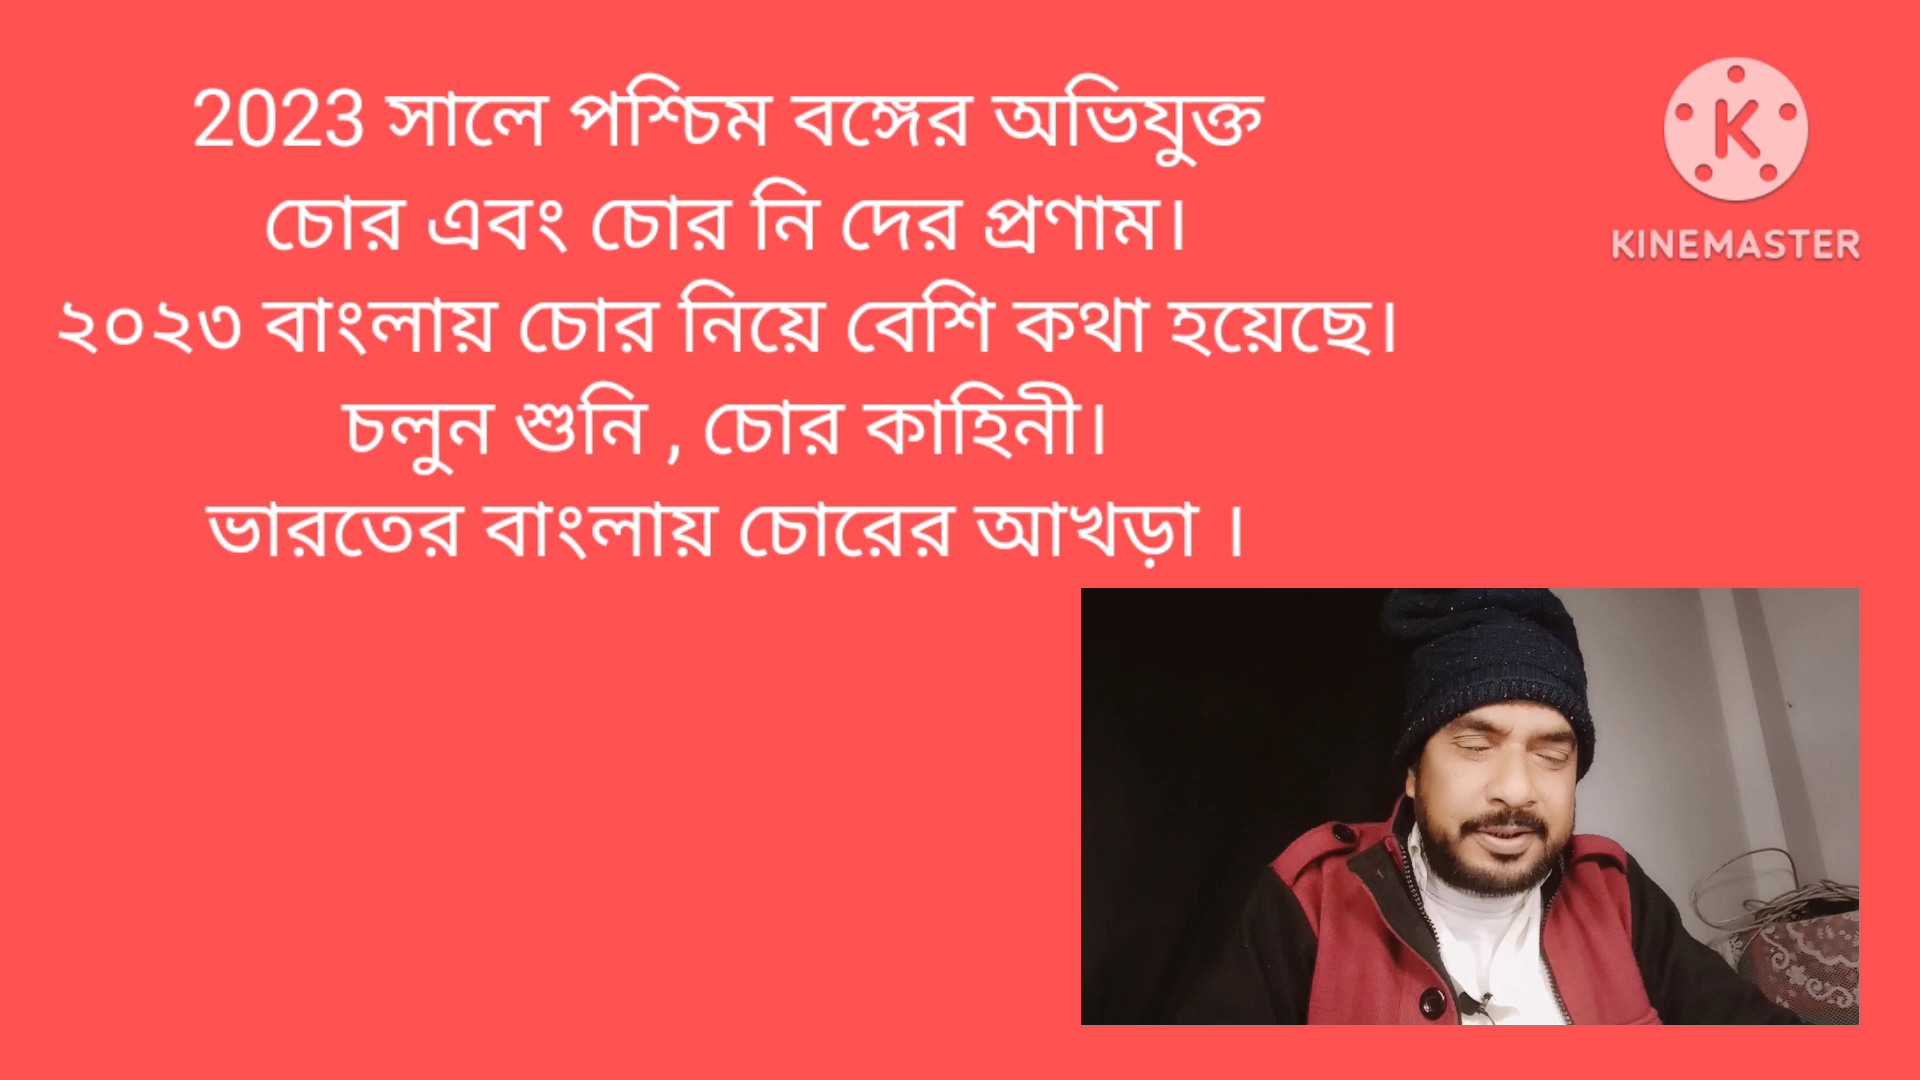 2023 সালে পশ্চিম বঙ্গের অভিযুক্ত
চোর এবং চোর নি দের প্রণাম।
২০২৩ বাংলায় চোর নিয়ে বেশি কথা হয়েছে।
চলুন শুনি , চোর কাহিনী।
ভারতের বাংলায় চোরের আখড়া ।
K
KINEMASTER